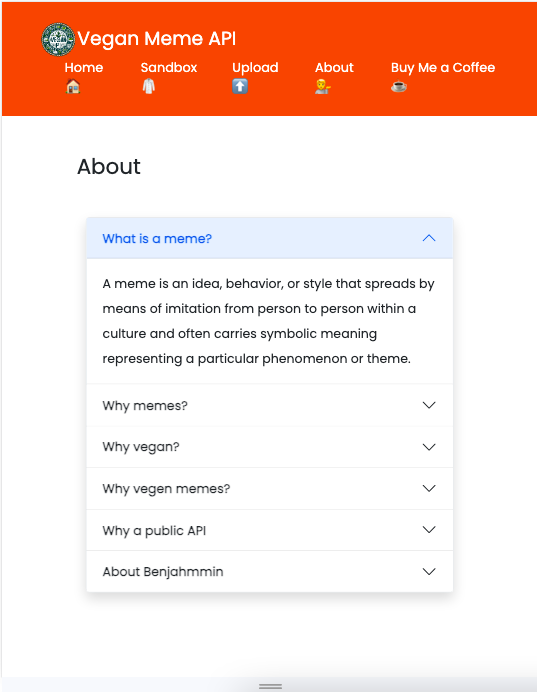 Vegan Meme API
Home Sandbox Upload About Buy Me a Coffee
About
What is a meme?
A meme is an idea, behavior, or style that spreads by
means of imitation from person to person within a
culture and often carries symbolic meaning
representing a particular phenomenon or theme.
Why memes?
Why vegan?
Why vegen memes?
Why a public API
About Benjahmmin